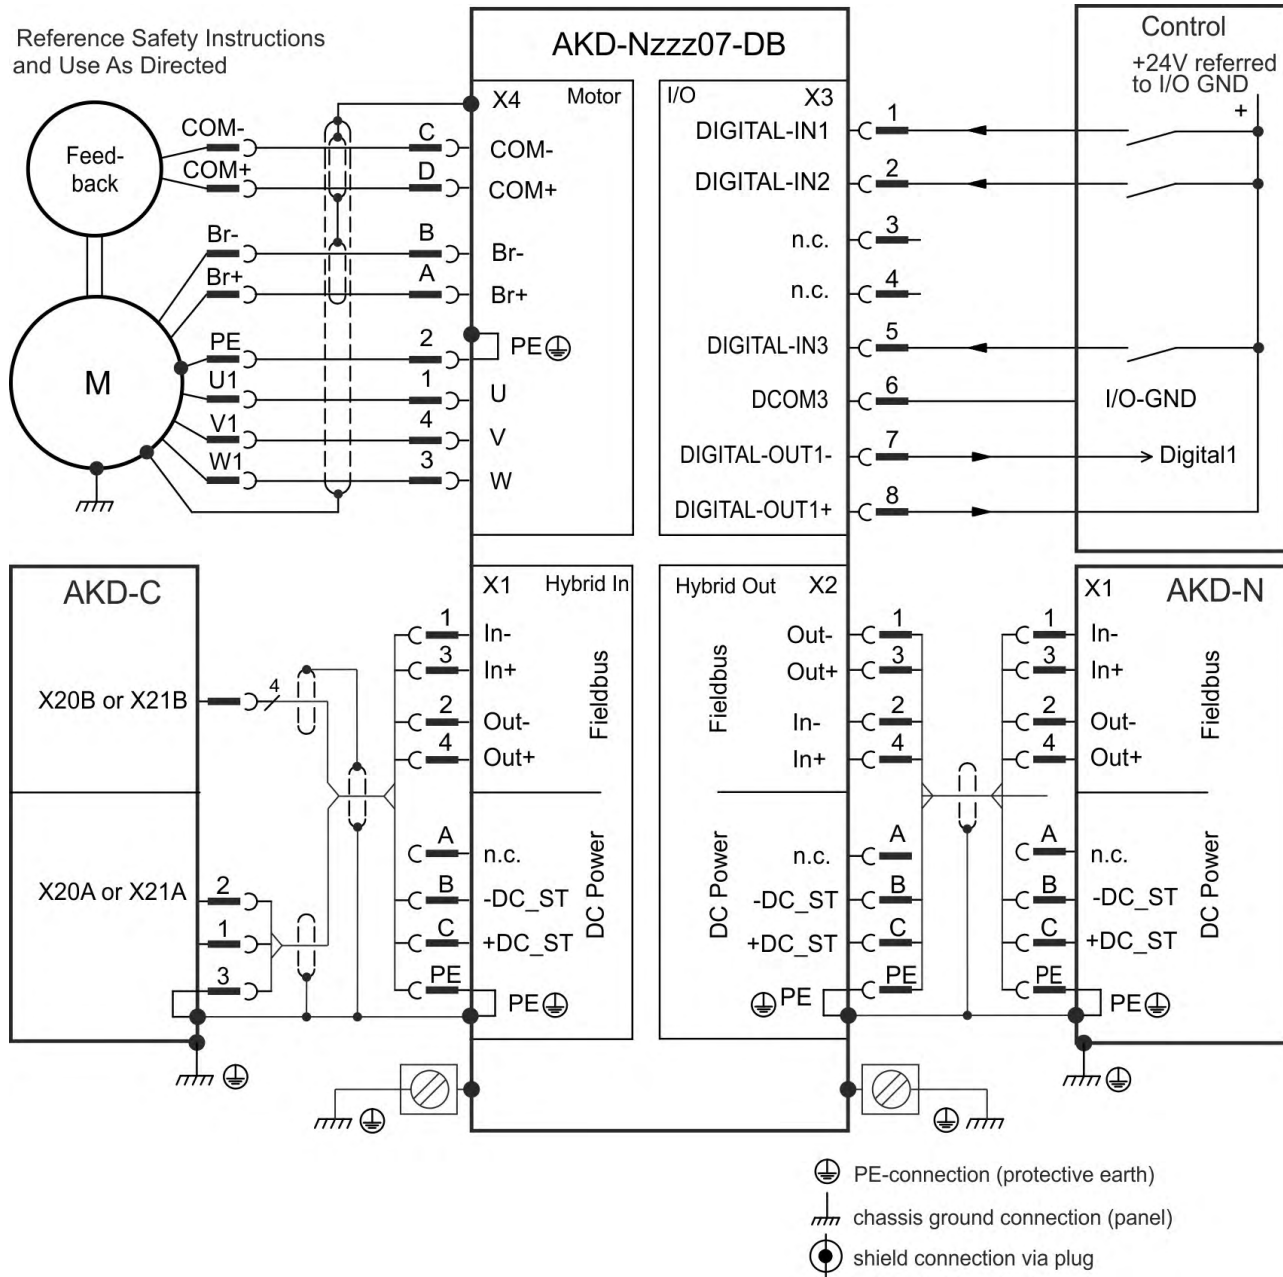 Reference Safety Instructions
and Use As Directed
AKD-Nzzz07-DB
Control
+24V referred
to I/O GND
+
Feed-
back
COM-
COM+
C
D
X4
Motor
COM-
COM+
Br-
Br+
B
A
Br-
Br+
M
PE
U1
V1
W1
2
1
4
3
PE
U
V
W
I/O
X3
DIGITAL-IN1
1
DIGITAL-IN2
2
n.c.
3
n.c.
4
DIGITAL-IN3
5
DCOM3
6
I/O-GND
DIGITAL-OUT1-
7
Digital1
DIGITAL-OUT1+
8
AKD-C
X20B or X21B
4
X20A or X21A
2
1
3
X1
Hybrid In
1
In-
3
In+
2
Out-
4
Out+
Fieldbus
A
n.c.
B
-DC_ST
C
+DC_ST
PE
PE
DC Power
Hybrid Out
X2
Fieldbus
Out-
1
Out+
3
In-
2
In+
4
DC Power
n.c.
A
-DC_ST
B
+DC_ST
C
PE
PE
X1
AKD-N
1
In-
3
In+
2
Out-
4
Out+
Fieldbus
A
n.c.
B
-DC_ST
C
+DC_ST
PE
PE
DC Power
PE-connection (protective earth)
chassis ground connection (panel)
shield connection via plug